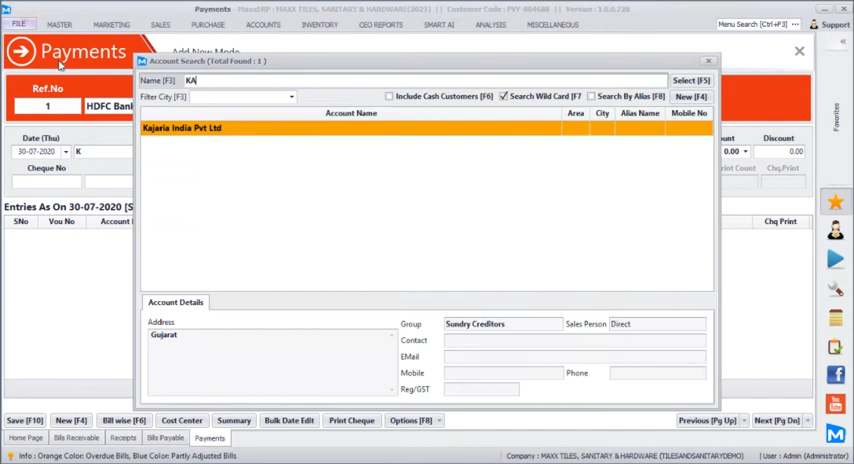 Payments || MaxxERP : MAXX TILES, SANITARY & HARDWARE(2021) || Customer Code : PVY-004688 || Version : 1.0.0.728
FILE MASTER MARKETING SALES PURCHASE ACCOUNTS INVENTORY CEO REPORTS SMART AI ANALYSIS MISCELLANEOUS Menu Search [Ctrl+F3] Support
Payments Add New Mode
Account Search (Total Found : 1 )
Name [F3] KA Select [F5]
Filter City [F3] Include Cash Customers [F6] Search Wild Card [F7 Search By Alias [F8] New [F4]
Account Name Area City Alias Name Mobile No
Kajaria India Pvt Ltd
Ref.No
1 HDFC Bank
Date (Thu) unt Discount
30-07-2020 K 0.00 0.00
Cheque No rint Count Chq.Print
Entries As On 30-07-2020 [S
SNo Vou No Account Chq Print
Favorites
Account Details
Address
Gujarat
Group Sundry Creditors Sales Person Direct
Contact
EMail
Mobile Phone
Reg/GST
Save [F10] New [F4] Bill wise [F6] Cost Center Summary Bulk Date Edit Print Cheque Options [F8] Previous [Pg Up] Next [Pg Dn]
Home Page Bills Receivable Receipts Bills Payable Payments
Info : Orange Color: Overdue Bills, Blue Color: Partly Adjusted Bills Company : MAXX TILES, SANITARY & HARDWARE (TILESANDSANITARYDEMO) User : Admin (Administrator)